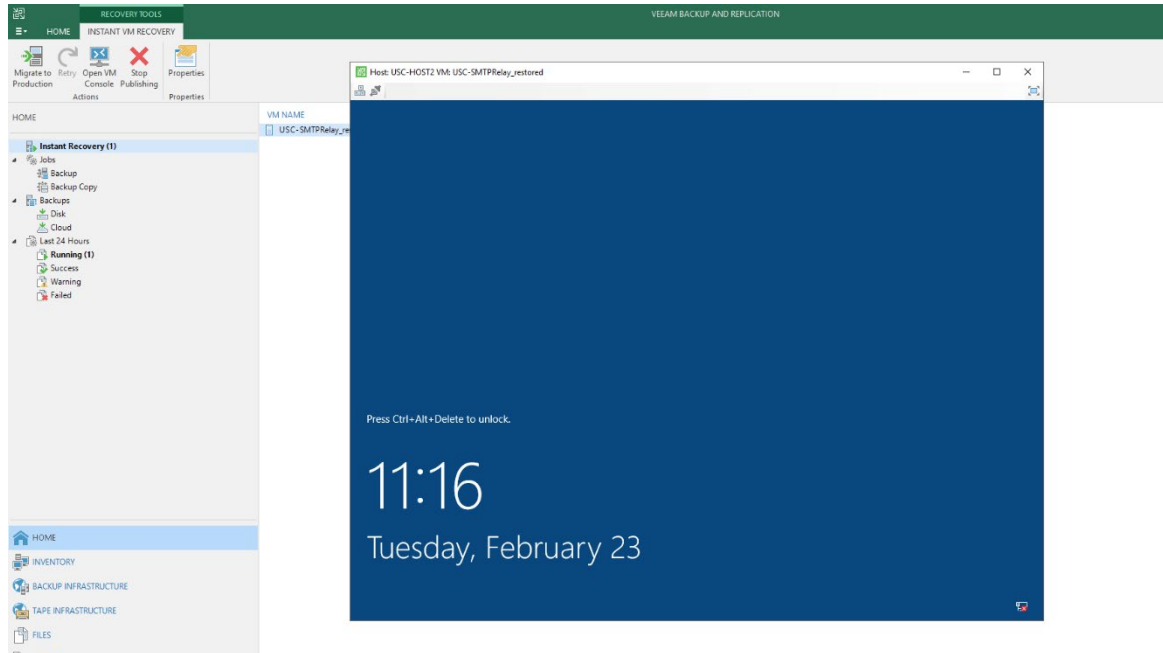 RECOVERY TOOLS
VEEAM BACKUP AND REPLICATION
HOME
INSTANT VM RECOVERY
Migrate to Production
Retry
Open VM Console
Stop Publishing
Properties
Actions
Properties
Host: USC-HOST2 VM: USC-SMTPRelay_restored
HOME
VM NAME
USC-SMTPRelay_re
Instant Recovery (1)
Jobs
Backup
Backup Copy
Backups
Disk
Cloud
Last 24 Hours
Running (1)
Success
Warning
Failed
Press Ctrl+Alt+Delete to unlock.
11:16
Tuesday, February 23
HOME
INVENTORY
BACKUP INFRASTRUCTURE
TAPE INFRASTRUCTURE
FILES